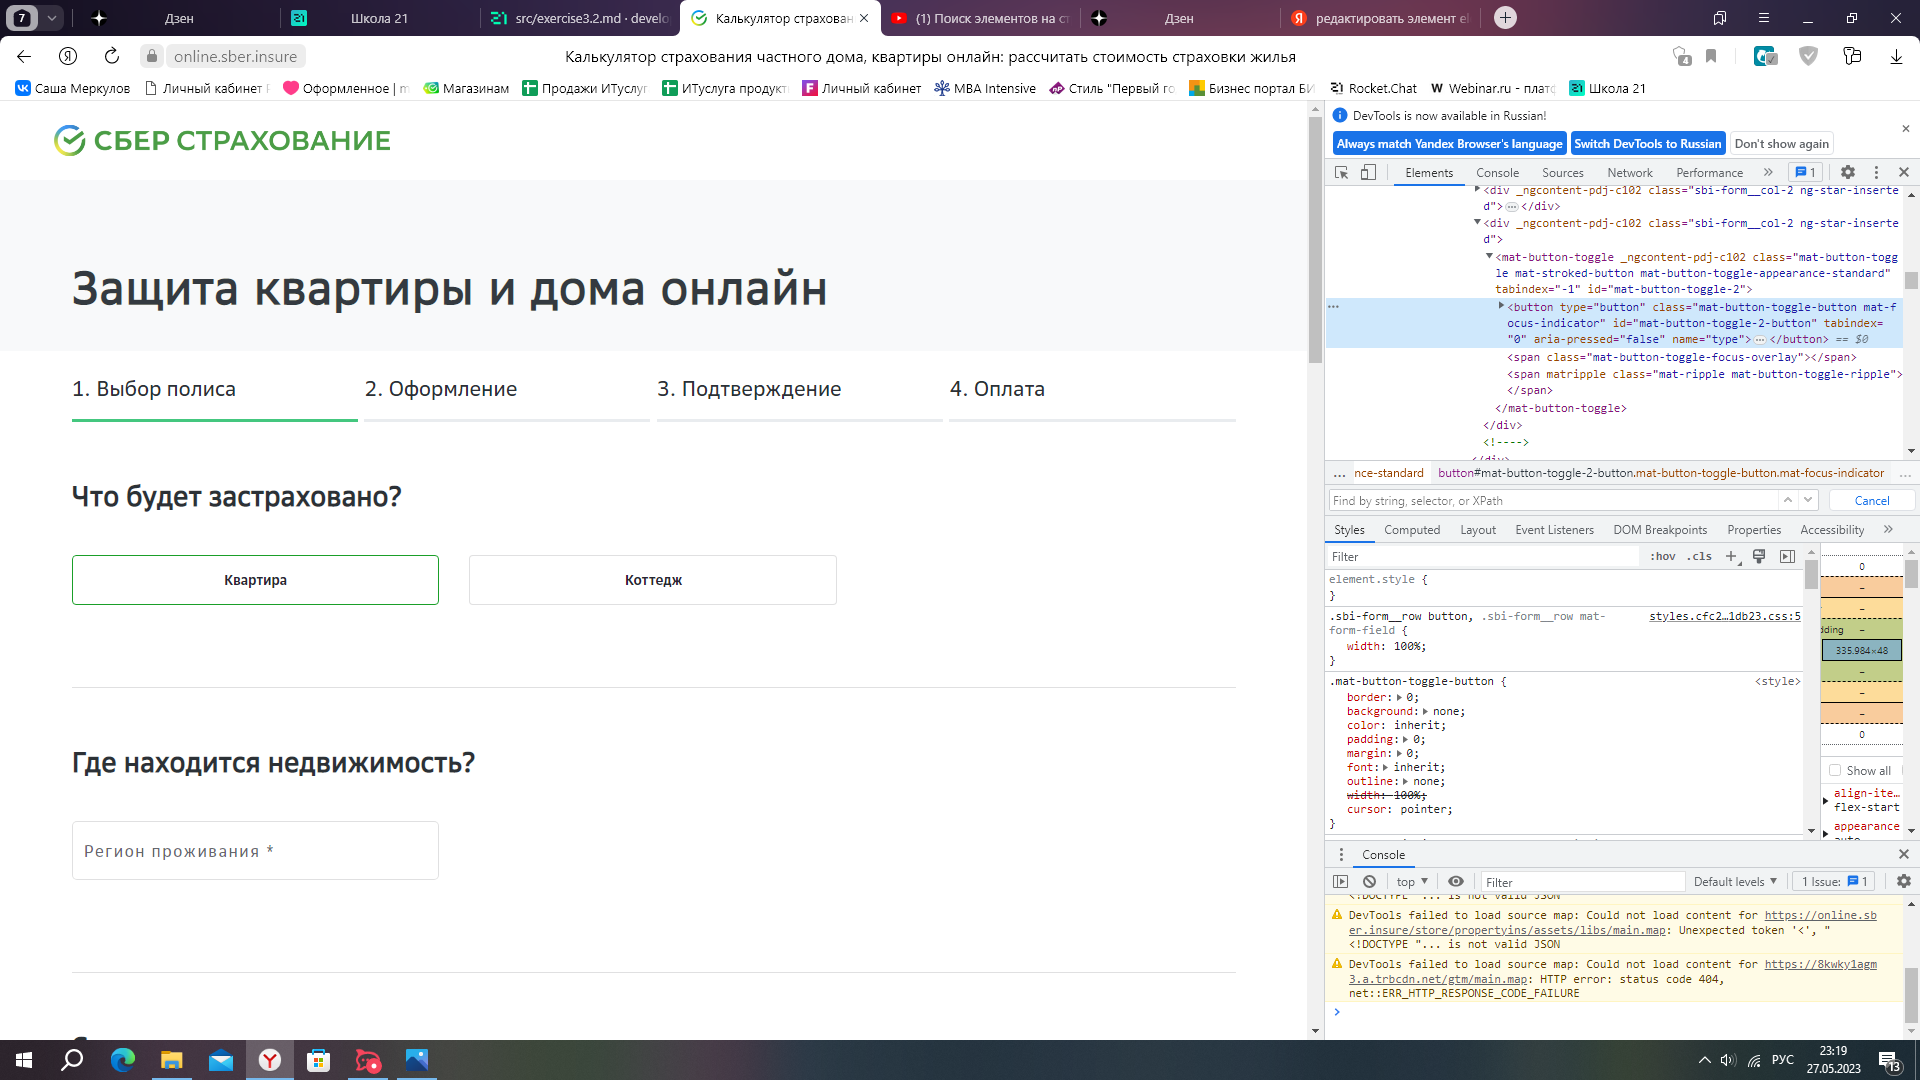 7
Дзен
Школа 21
src/exercise3.2.md · develo
Калькулятор страхован
(1) Поиск элементов на ст
Дзен
редактировать элемент el
online.sber.insure
Калькулятор страхования частного дома, квартиры онлайн: рассчитать стоимость страховки жилья
4
Саша Меркулов
Личный кабинет
Оформленное | m
Магазинам
Продажи ИТуслуг
ИТуслуга продукт
Личный кабинет
MBA Intensive
Стиль "Первый го
Бизнес портал БИ
Rocket.Chat
Webinar.ru - плат
Школа 21
СБЕР СТРАХОВАНИЕ
Защита квартиры и дома онлайн
1. Выбор полиса
2. Оформление
3. Подтверждение
4. Оплата
Что будет застраховано?
Квартира
Коттедж
Где находится недвижимость?
Регион проживания *
DevTools is now available in Russian!
Always match Yandex Browser's language
Switch DevTools to Russian
Don't show again
Elements
Console
Sources
Network
Performance
1
<div _ngcontent-pdj-c102 class="sbi-form__col-2 ng-star-inserte
d"> … </div>
<div _ngcontent-pdj-c102 class="sbi-form__col-2 ng-star-inserte
d">
<mat-button-toggle _ngcontent-pdj-c102 class="mat-button-togg
le mat-stroked-button mat-button-toggle-appearance-standard"
tabindex="-1" id="mat-button-toggle-2">
<button type="button" class="mat-button-toggle-button mat-f
ocus-indicator" id="mat-button-toggle-2-button" tabindex=
"0" aria-pressed="false" name="type"> … </button> == $0
<span class="mat-button-toggle-focus-overlay"></span>
<span matripple class="mat-ripple mat-button-toggle-ripple">
</span>
</mat-button-toggle>
</div>
<!---->
</div>
… nce-standard
button#mat-button-toggle-2-button.mat-button-toggle-button.mat-focus-indicator …
Find by string, selector, or XPath
Cancel
Styles
Computed
Layout
Event Listeners
DOM Breakpoints
Properties
Accessibility
Filter
:hov
.cls
element.style {
}
.sbi-form__row button, .sbi-form__row mat-
form-field {
styles.cfc2…1db23.css:5
width: 100%;
}
.mat-button-toggle-button {
<style>
border: 0;
background: none;
color: inherit;
padding: 0;
margin: 0;
font: inherit;
outline: none;
width: 100%;
cursor: pointer;
}
0
–
–
dding –
335.984×48
–
–
–
0
Show all
align-ite…
flex-start
appearance
auto
Console
top
Filter
Default levels
1 Issue:
1
<!DOCTYPE "... is not valid JSON
DevTools failed to load source map: Could not load content for https://online.sb
er.insure/store/propertyins/assets/libs/main.map: Unexpected token '<', "
<!DOCTYPE "... is not valid JSON
DevTools failed to load source map: Could not load content for https://8kwky1agm
3.a.trbcdn.net/gtm/main.map: HTTP error: status code 404,
net::ERR_HTTP_RESPONSE_CODE_FAILURE
РУС
23:19
27.05.2023
13